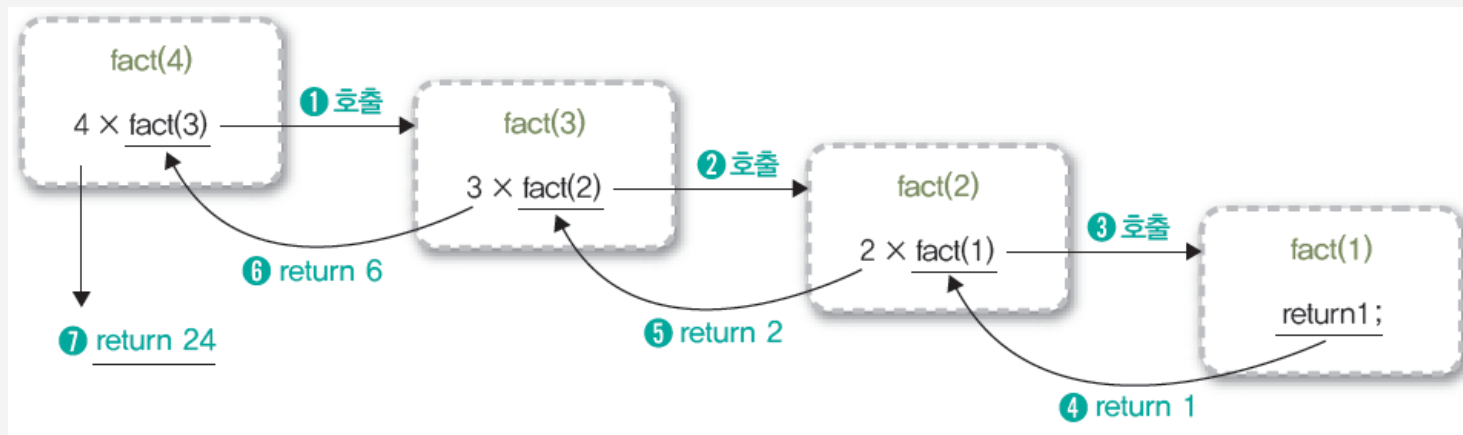 fact(4)
4 × fact(3)
❶ 호출
fact(3)
3 × fact(2)
❷ 호출
fact(2)
2 × fact(1)
❸ 호출
fact(1)
return1;
❹ return 1
❺ return 2
❻ return 6
❼ return 24